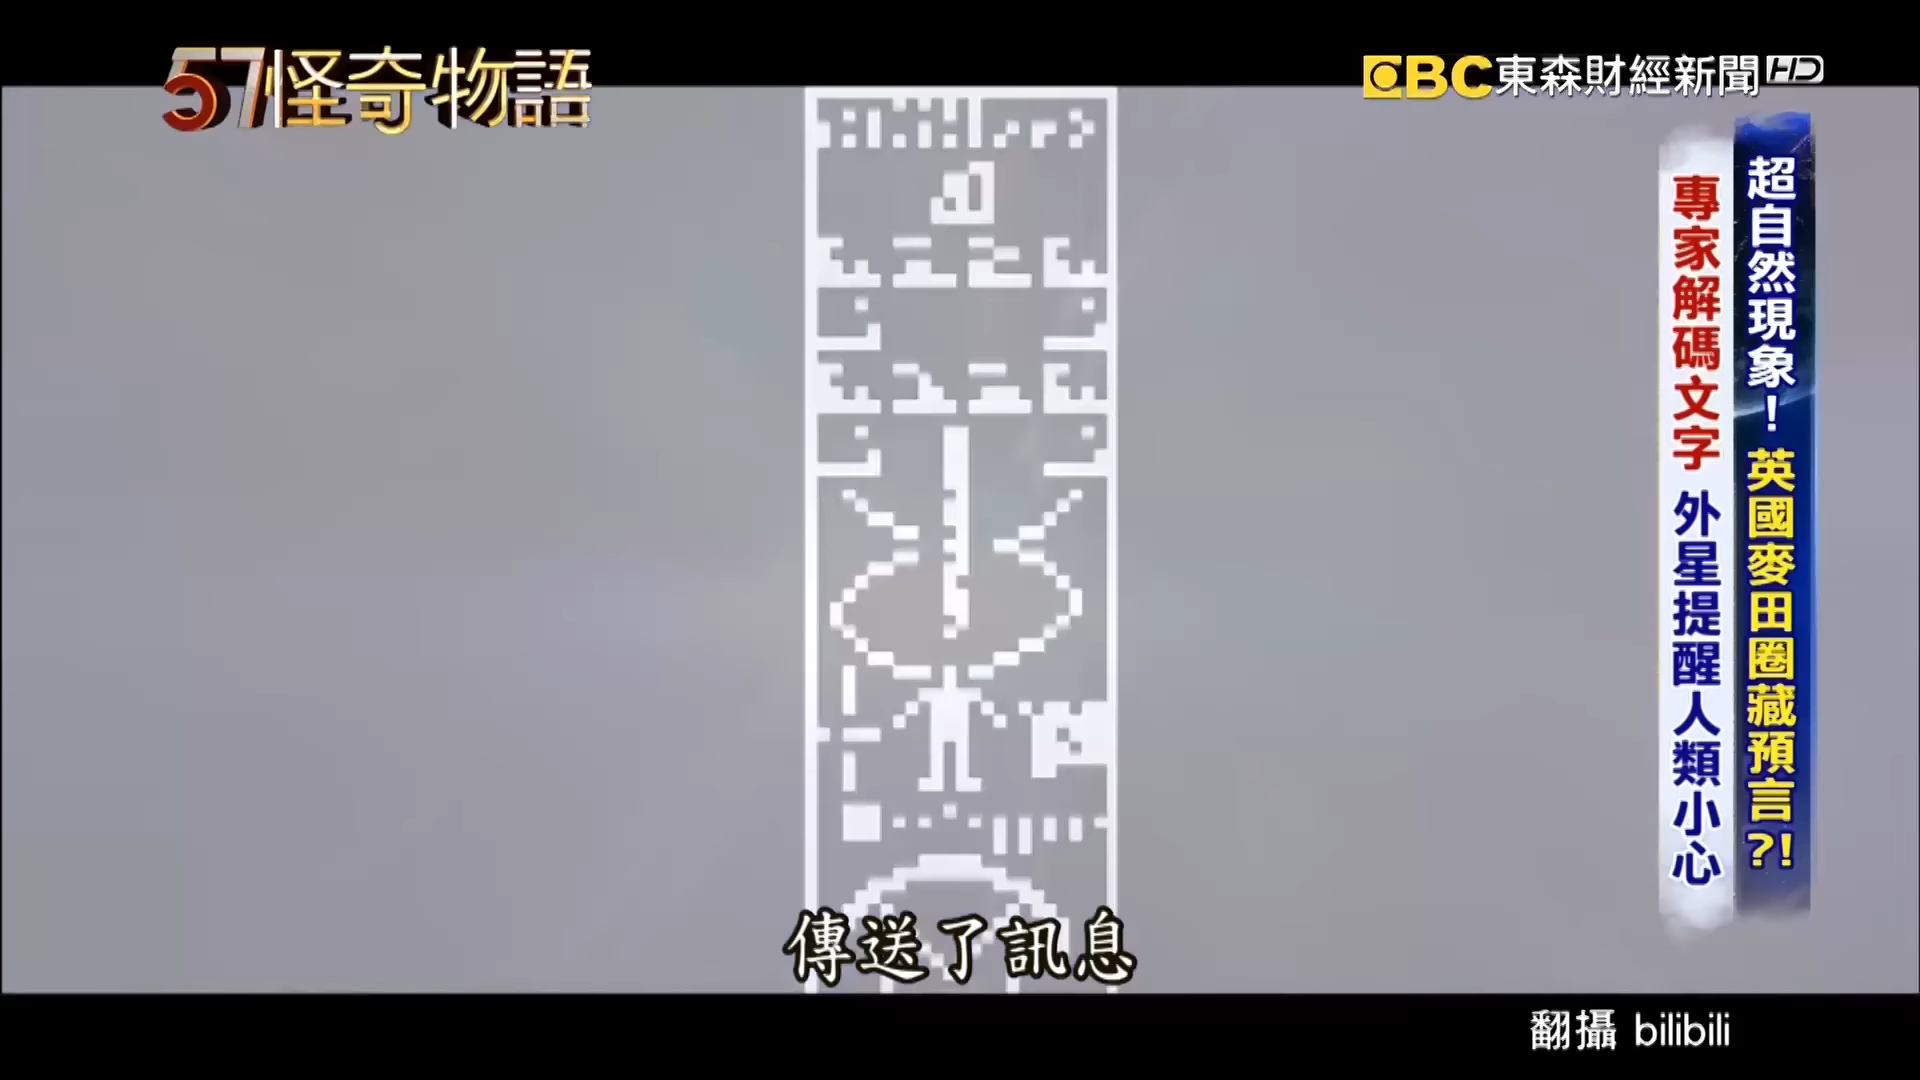 57怪奇物語
EBC東森財經新聞HD
超自然現象！英國麥田圈藏預言?!
專家解碼文字 外星提醒人類小心
傳送了訊息
翻攝 bilibili